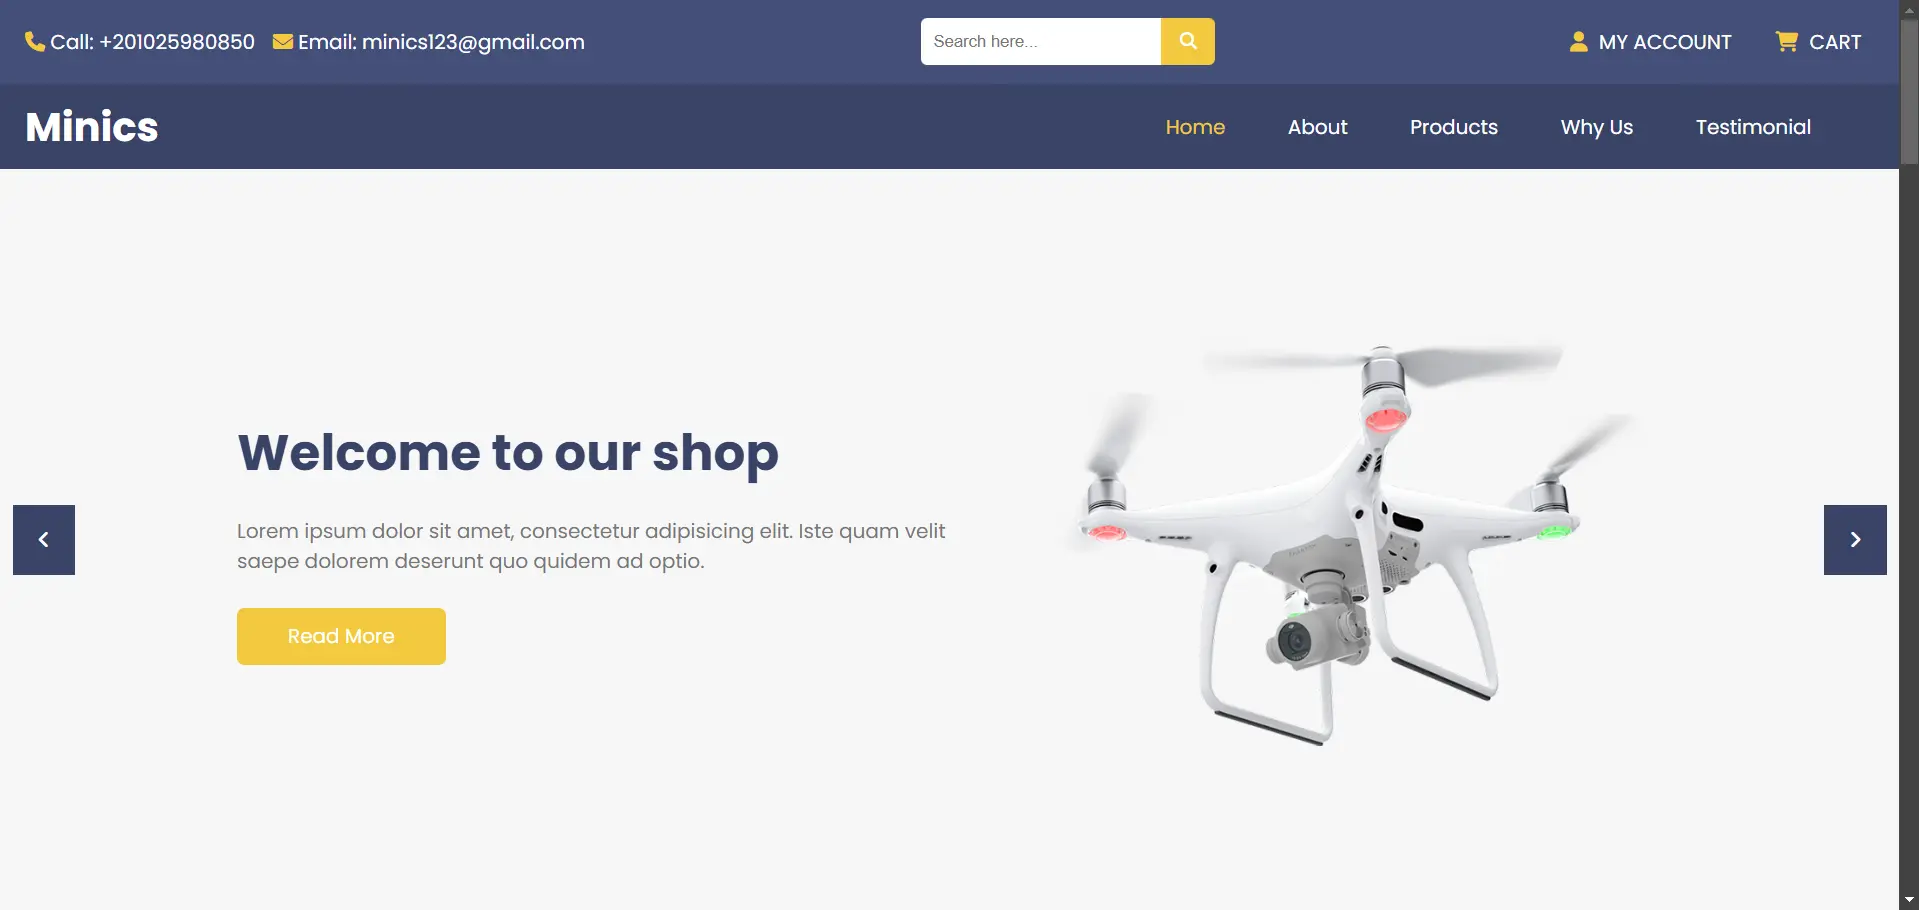 Call: +201025980850 Email: minics123@gmail.com
Search here...
MY ACCOUNT CART
Minics
Home About Products Why Us Testimonial
Welcome to our shop
Lorem ipsum dolor sit amet, consectetur adipisicing elit. Iste quam velit
saepe dolorem deserunt quo quidem ad optio.
Read More